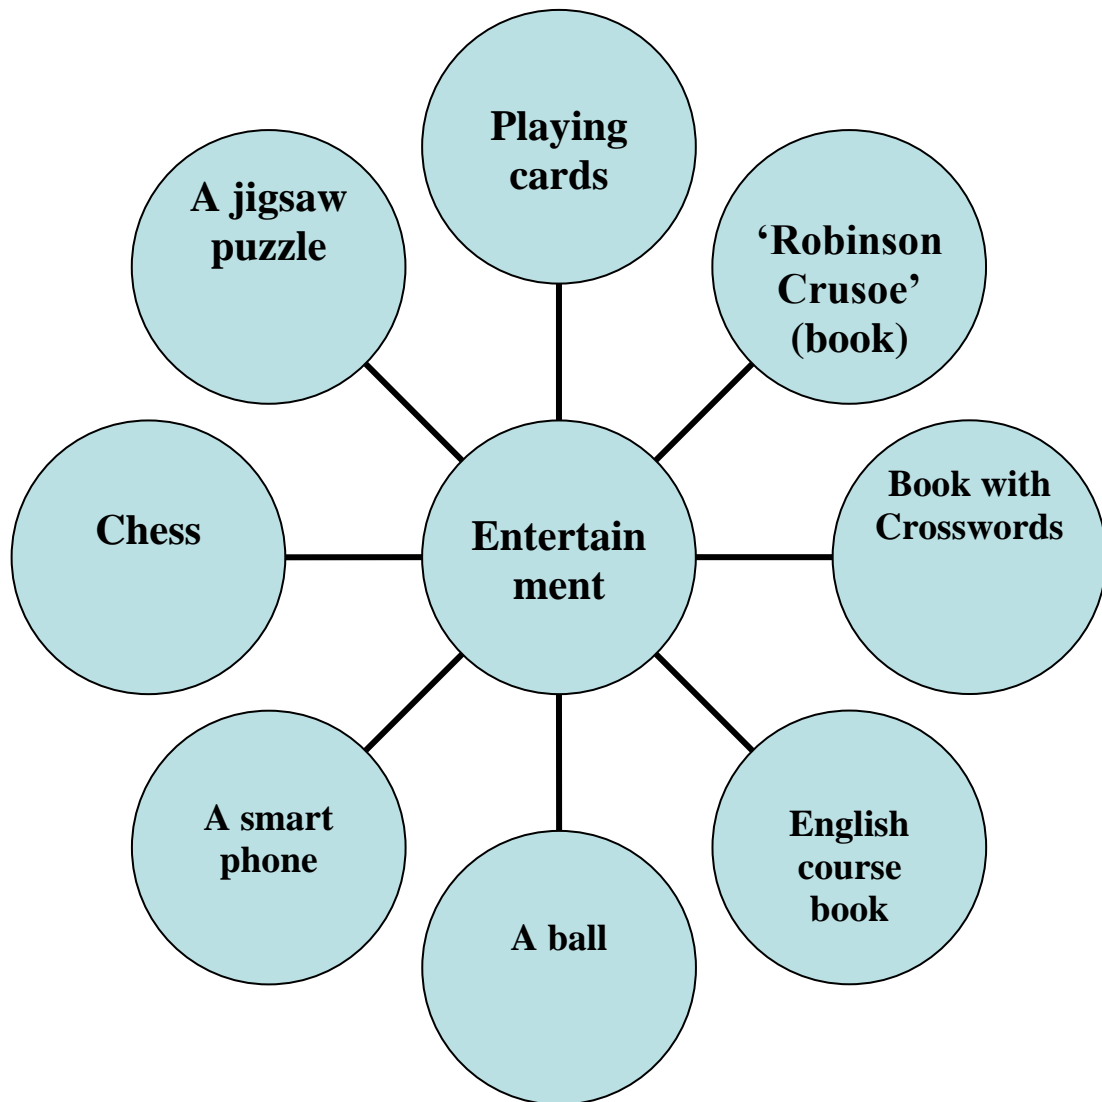 Playing
cards
A jigsaw
puzzle
‘Robinson
Crusoe’
(book)
Book with
Crosswords
Chess
Entertain
ment
A smart
phone
English
course
book
A ball